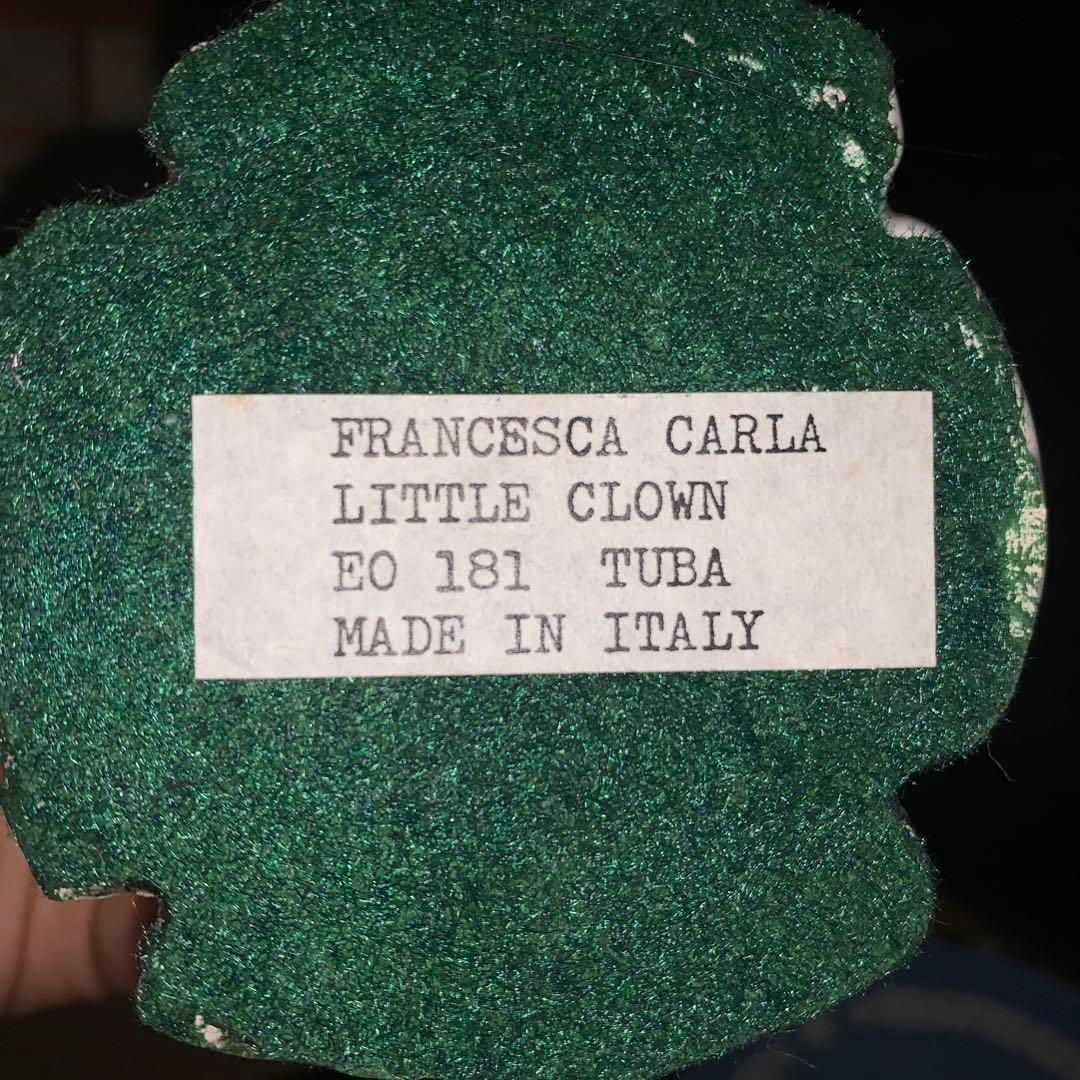 FRANCESCA CARLA
LITTLE CLOWN
EO 181 TUBA
MADE IN ITALY